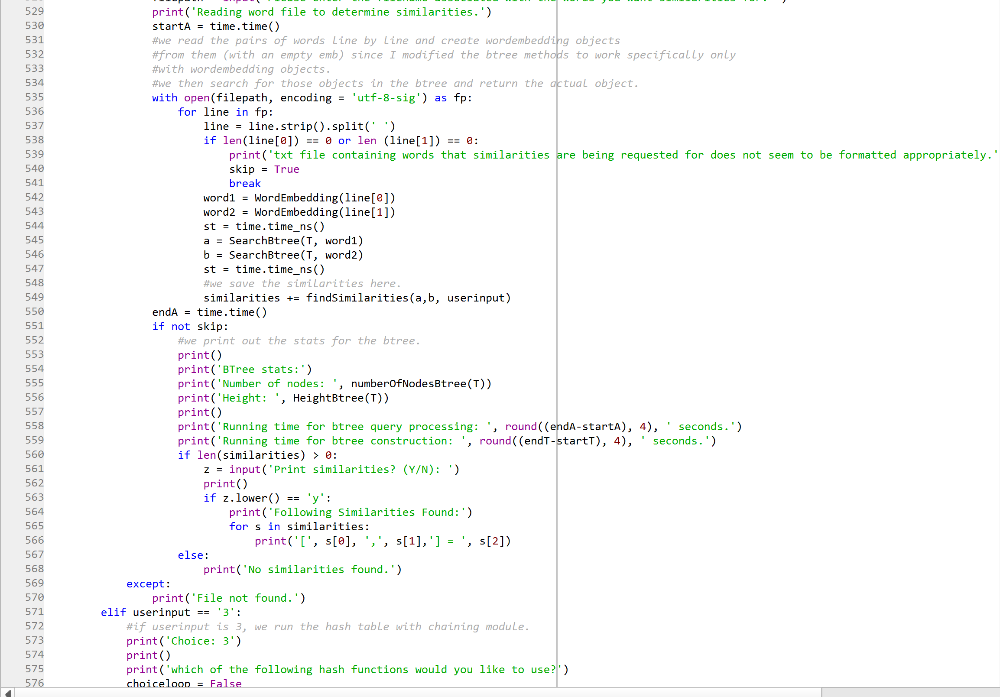 529 print('Reading word file to determine similarities.')
530 startA = time.time()
531 #we read the pairs of words line by line and create wordembedding objects
532 #from them (with an empty emb) since I modified the btree methods to work specifically only
533 #with wordembedding objects.
534 #we then search for those objects in the btree and return the actual object.
535 with open(filepath, encoding = 'utf-8-sig') as fp:
536 for line in fp:
537 line = line.strip().split(' ')
538 if len(line[0]) == 0 or len (line[1]) == 0:
539 print('txt file containing words that similarities are being requested for does not seem to be formatted appropriately.'
540 skip = True
541 break
542 word1 = WordEmbedding(line[0])
543 word2 = WordEmbedding(line[1])
544 st = time.time_ns()
545 a = SearchBtree(T, word1)
546 b = SearchBtree(T, word2)
547 st = time.time_ns()
548 #we save the similarities here.
549 similarities += findSimilarities(a,b, userinput)
550 endA = time.time()
551 if not skip:
552 #we print out the stats for the btree.
553 print()
554 print('BTree stats:')
555 print('Number of nodes: ', numberOfNodesBtree(T))
556 print('Height: ', HeightBtree(T))
557 print()
558 print('Running time for btree query processing: ', round((endA-startA), 4), ' seconds.')
559 print('Running time for btree construction: ', round((endT-startT), 4), ' seconds.')
560 if len(similarities) > 0:
561 z = input('Print similarities? (Y/N): ')
562 print()
563 if z.lower() == 'y':
564 print('Following Similarities Found:')
565 for s in similarities:
566 print('[', s[0], ',', s[1],'] = ', s[2])
567 else:
568 print('No similarities found.')
569 except:
570 print('File not found.')
571 elif userinput == '3':
572 #if userinput is 3, we run the hash table with chaining module.
573 print('Choice: 3')
574 print()
575 print('which of the following hash functions would you like to use?')
576 choiceloop = False